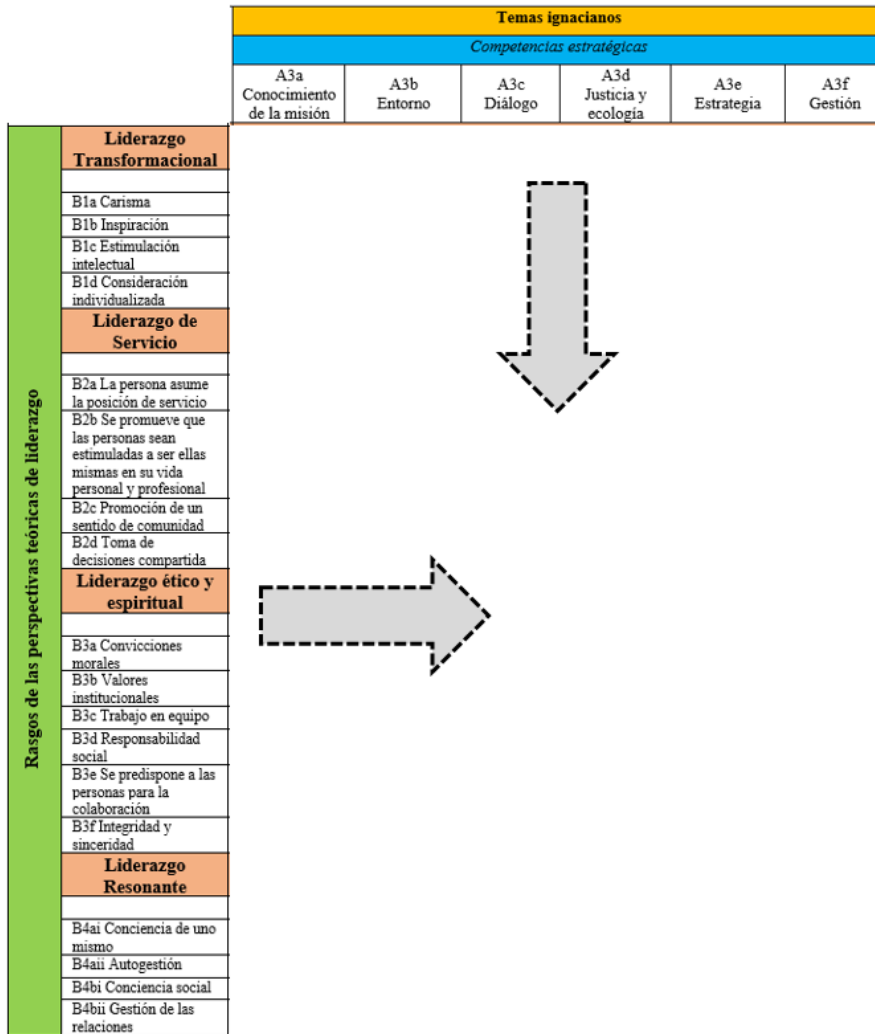 Temas ignacianos
Competencias estratégicas
A3a
Conocimiento
de la misión
A3b
Entorno
A3c
Diálogo
A3d
Justicia y
ecología
A3e
Estrategia
A3f
Gestión
Rasgos de las perspectivas teóricas de liderazgo
Liderazgo
Transformacional
B1a Carisma
B1b Inspiración
B1c Estimulación
intelectual
B1d Consideración
individualizada
Liderazgo de
Servicio
B2a La persona asume
la posición de servicio
B2b Se promueve que
las personas sean
estimuladas a ser ellas
mismas en su vida
personal y profesional
B2c Promoción de un
sentido de comunidad
B2d Toma de
decisiones compartida
Liderazgo ético y
espiritual
B3a Convicciones
morales
B3b Valores
institucionales
B3c Trabajo en equipo
B3d Responsabilidad
social
B3e Se predispone a las
personas para la
colaboración
B3f Integridad y
sinceridad
Liderazgo
Resonante
B4ai Conciencia de uno
mismo
B4aii Autogestión
B4bi Conciencia social
B4bii Gestión de las
relaciones